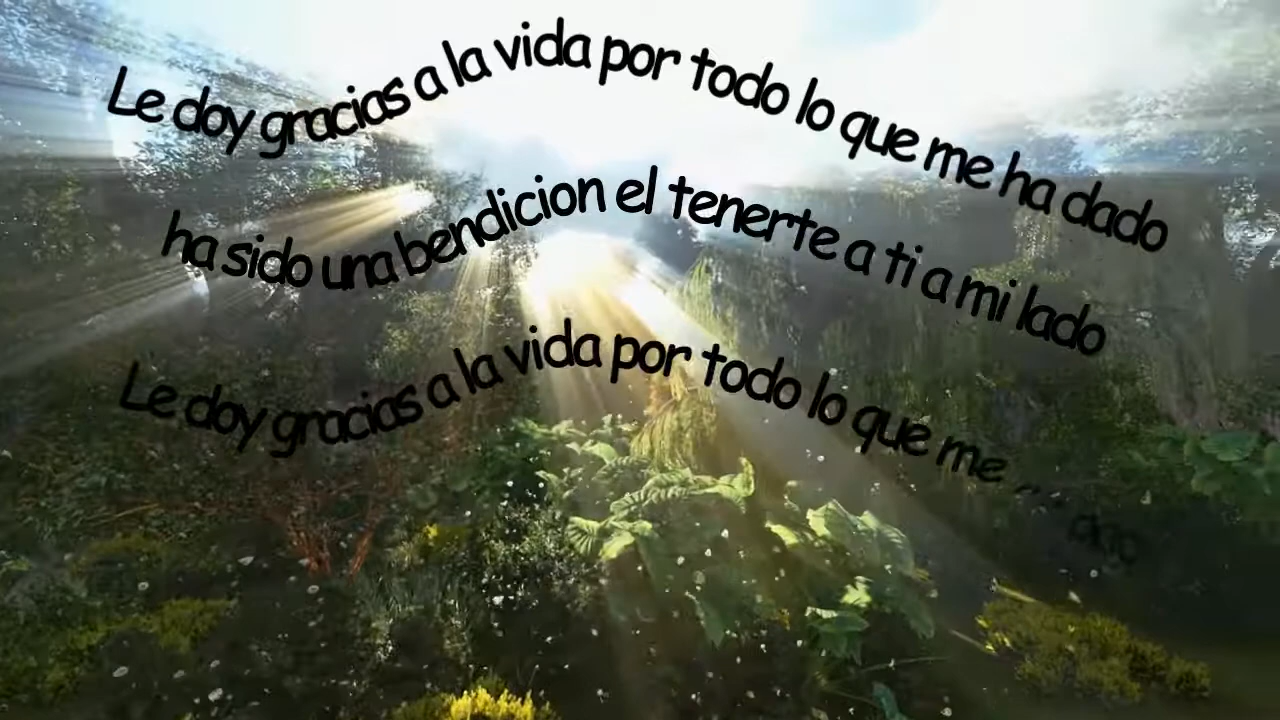 Le doy gracias a la vida por todo lo que me ha dado
ha sido una bendicion el tenerte a ti a mi lado
Le doy gracias a la vida por todo lo que me